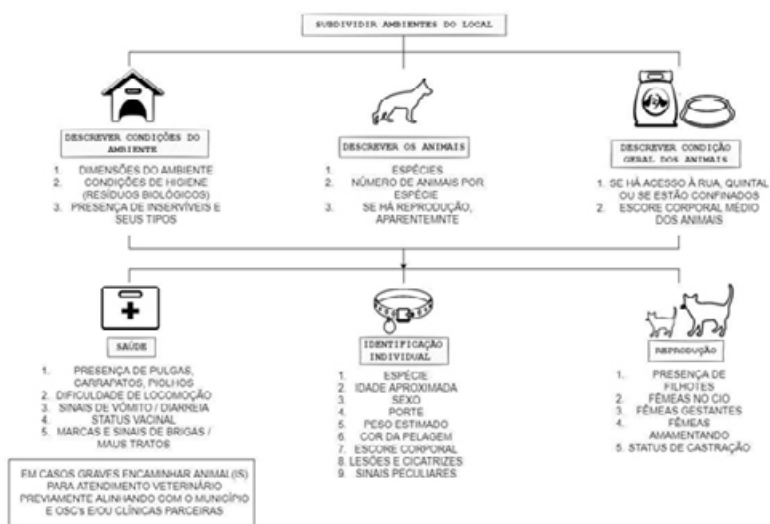 SUBDIVIDIR AMBIENTES DO LOCAL
DESCREVER CONDIÇÕES DO
AMBIENTE
1. DIMENSÕES DO AMBIENTE
2. CONDIÇÕES DE HIGIENE
(RESÍDUOS BIOLÓGICOS)
3. PRESENÇA DE INSERVÍVEIS E
SEUS TIPOS
DESCREVER OS ANIMAIS
1. ESPÉCIES
2. NÚMERO DE ANIMAIS POR
ESPÉCIE
3. SE HÁ REPRODUÇÃO,
APARENTEMNTE
DESCREVER CONDIÇÃO
GERAL DOS ANIMAIS
1. SE HÁ ACESSO À RUA, QUINTAL
OU SE ESTÃO CONFINADOS
2. ESCORE CORPORAL MÉDIO
DOS ANIMAIS
SAÚDE
1. PRESENÇA DE PULGAS,
CARRAPATOS, PIOLHOS
2. DIFICULDADE DE LOCOMOÇÃO
3. SINAIS DE VÔMITO / DIARREIA
4. STATUS VACINAL
5. MARCAS E SINAIS DE BRIGAS /
MAUS TRATOS
EM CASOS GRAVES ENCAMINHAR ANIMAL(IS)
PARA ATENDIMENTO VETERINÁRIO
PREVIAMENTE ALINHANDO COM O MUNICÍPIO
E OSC's E/OU CLÍNICAS PARCEIRAS
IDENTIFICAÇÃO
INDIVIDUAL
1. ESPÉCIE
2. IDADE APROXIMADA
3. SEXO
4. PORTE
5. PESO ESTIMADO
6. COR DA PELAGEM
7. ESCORE CORPORAL
8. LESÕES E CICATRIZES
9. SINAIS PECULIARES
REPRODUÇÃO
1. PRESENÇA DE
FILHOTES
2. FÊMEAS NO CIO
3. FÊMEAS GESTANTES
4. FÊMEAS
AMAMENTANDO
5. STATUS DE CASTRAÇÃO